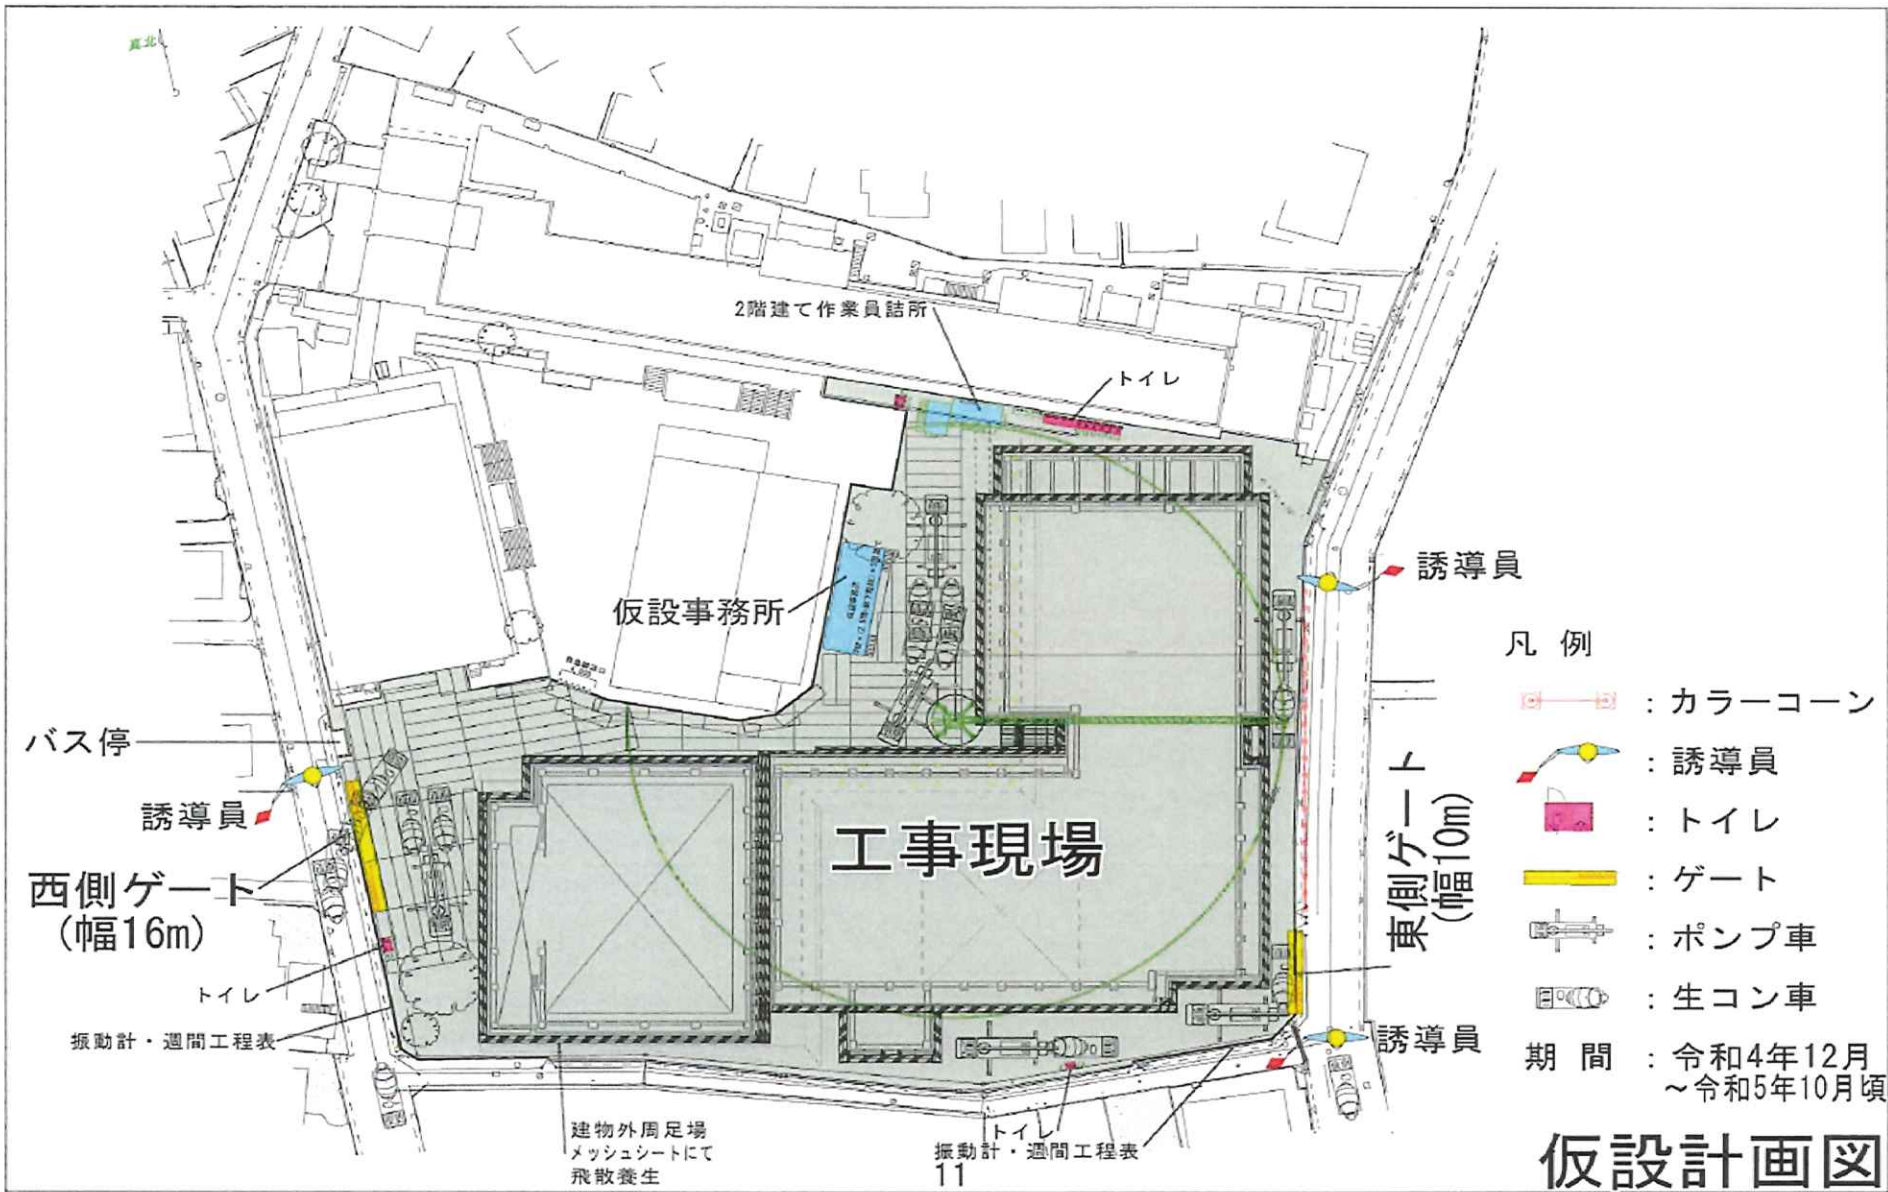 真北
2階建て作業員詰所
トイレ
誘導員
仮設事務所
凡 例
：カラーコーン
：誘導員
：トイレ
：ゲート
：ポンプ車
：生コン車
期 間 ：令和4年12月
～令和5年10月頃
バス停
誘導員
西側ゲート
(幅16m)
工事現場
東側ゲート
(幅10m)
トイレ
振動計・週間工程表
誘導員
建物外周足場
メッシュシートにて
飛散養生
トイレ
振動計・週間工程表
11
仮設計画図